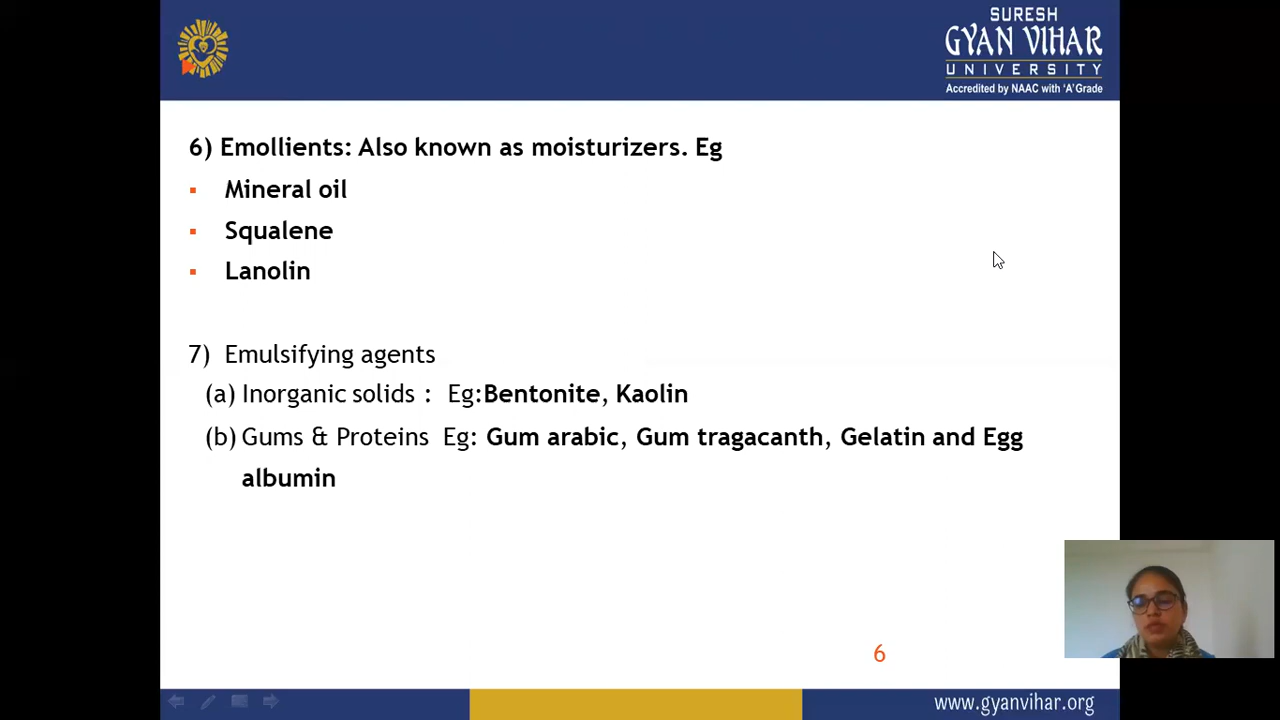 SURESH
GYAN VIHAR
UNIVERSITY
Accredited by NAAC with ‘A’Grade
6) Emollients: Also known as moisturizers. Eg
▪ Mineral oil
▪ Squalene
▪ Lanolin
7) Emulsifying agents
(a) Inorganic solids : Eg:Bentonite, Kaolin
(b) Gums & Proteins Eg: Gum arabic, Gum tragacanth, Gelatin and Egg
albumin
6
www.gyanvihar.org